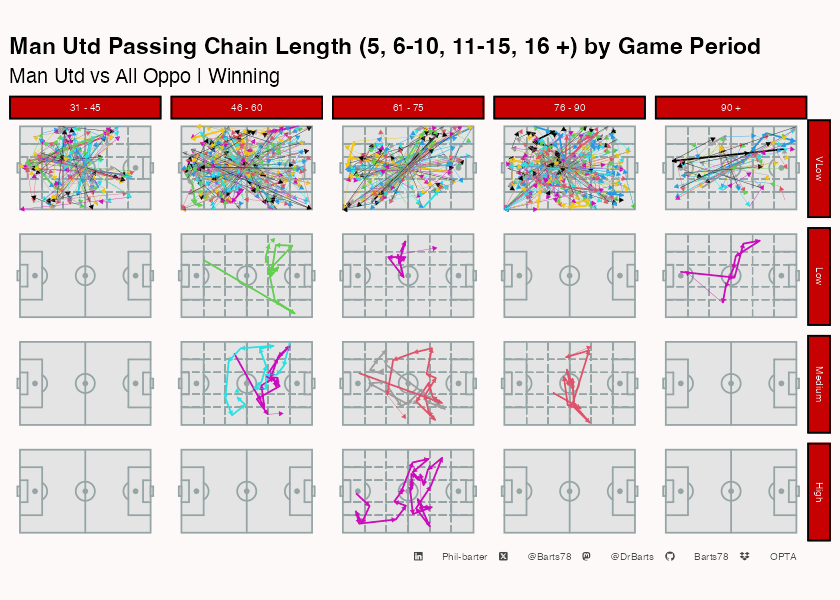 Man Utd Passing Chain Length (5, 6-10, 11-15, 16 +) by Game Period
Man Utd vs All Oppo I Winning
31 - 45 46 - 60 61 - 75 76 - 90 90 +
VLow
Low
Medium
High
Phil-barter @Barts78 @DrBarts Barts78 OPTA